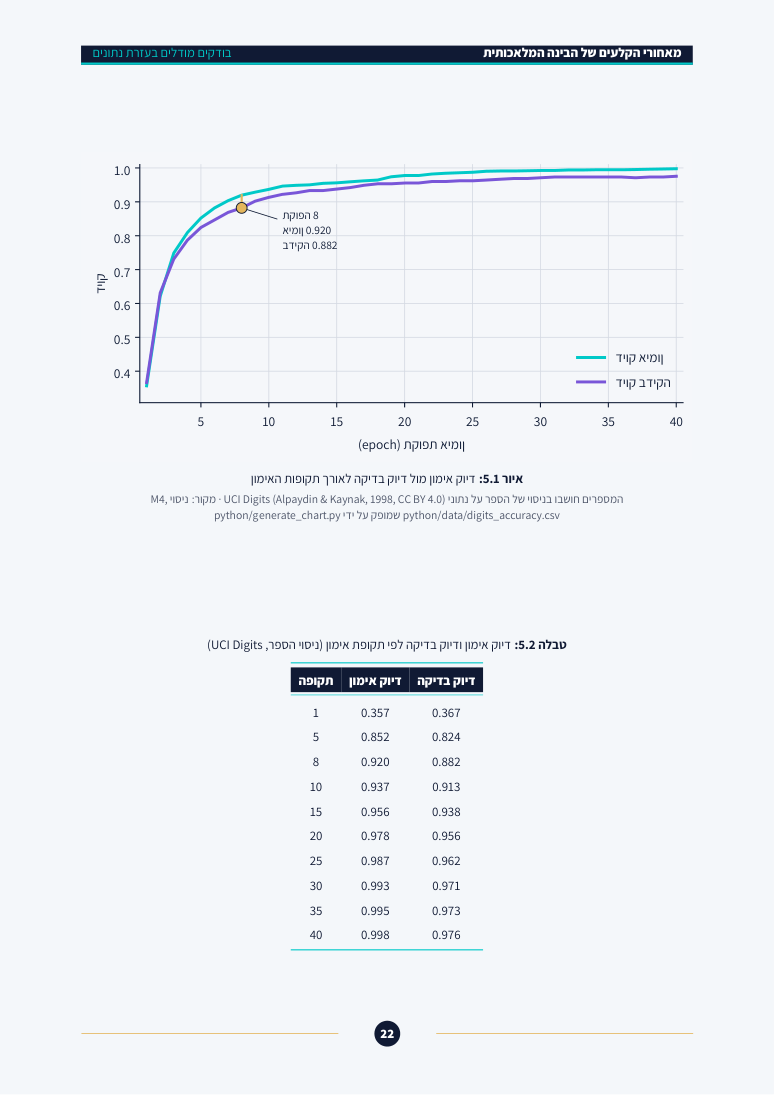 מאחורי הקלעים של הבינה המלאכותית
בודקים מודלים בעזרת נתונים
1.0
0.9
0.8
0.7
0.6
0.5
0.4
דיוק
תקופה 8
אימון 0.920
בדיקה 0.882
דיוק אימון
דיוק בדיקה
5 10 15 20 25 30 35 40
תקופת אימון (epoch)
איור 5.1: דיוק אימון מול דיוק בדיקה לאורך תקופות האימון
המספרים חושבו בניסוי של הספר על נתוני UCI Digits (Alpaydin & Kaynak, 1998, CC BY 4.0) · מקור: ניסוי M4,
python/data/digits_accuracy.csv שמופק על ידי python/generate_chart.py
טבלה 5.2: דיוק אימון ודיוק בדיקה לפי תקופת אימון (ניסוי הספר, UCI Digits)
תקופה דיוק אימון דיוק בדיקה
1 0.357 0.367
5 0.852 0.824
8 0.920 0.882
10 0.937 0.913
15 0.956 0.938
20 0.978 0.956
25 0.987 0.962
30 0.993 0.971
35 0.995 0.973
40 0.998 0.976
22